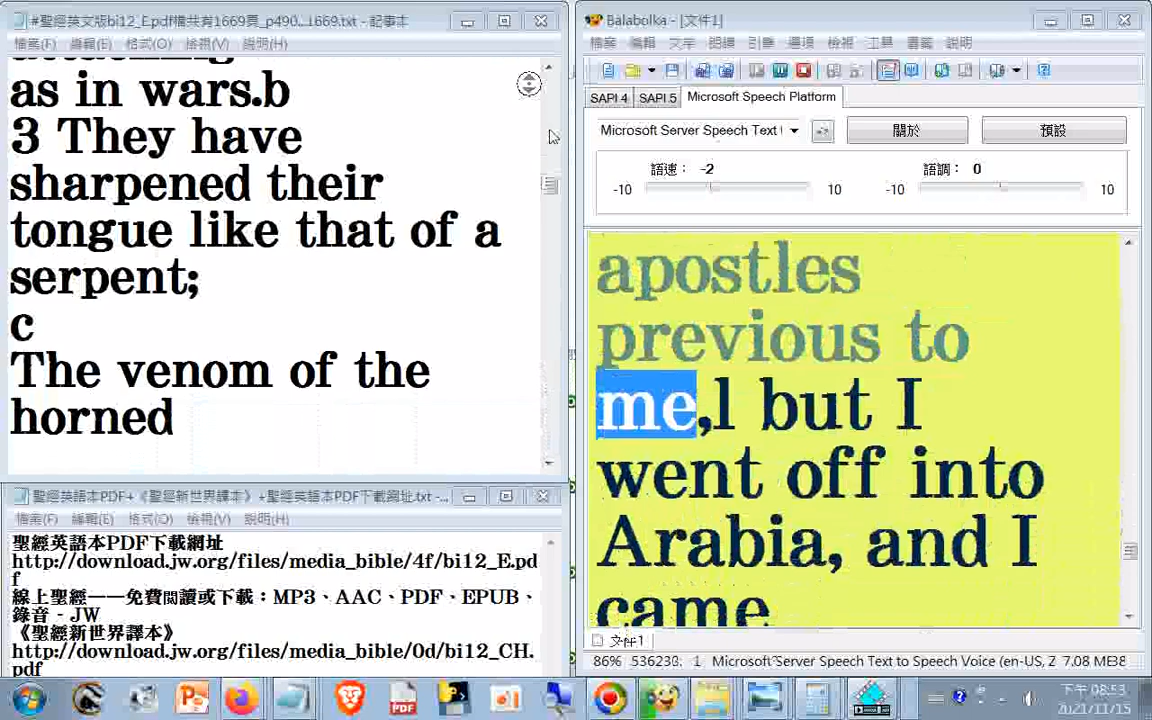 #聖經英文版bi12_E.pdf檔共有1669頁_p490...1669.txt - 記事本
檔案(F) 編輯(E) 格式(O) 檢視(V) 說明(H)
as in wars.b
3 They have
sharpened their
tongue like that of a
serpent;
c
The venom of the
horned
聖經英語本PDF+《聖經新世界譯本》+聖經英語本PDF下載網址.txt -...
檔案(F) 編輯(E) 格式(O) 檢視(V) 說明(H)
聖經英語本PDF下載網址
http://download.jw.org/files/media_bible/4f/bi12_E.pd
f
線上聖經——免費閱讀或下載：MP3、AAC、PDF、EPUB、
錄音 - JW
《聖經新世界譯本》
http://download.jw.org/files/media_bible/0d/bi12_CH.
pdf
Balabolka - [文件1]
檔案 編輯 文字 朗讀 引擎 選項 檢視 工具 書籤 說明
SAPI 4 SAPI 5 Microsoft Speech Platform
Microsoft Server Speech Text 關於 預設
語速： -2 語調： 0
-10 10 -10 10
apostles
previous to
me,l but I
went off into
Arabia, and I
came
文件1
86% 536238: 1 Microsoft Server Speech Text to Speech Voice (en-US, Z 7.08 MB
下午 08:53
2021/11/15